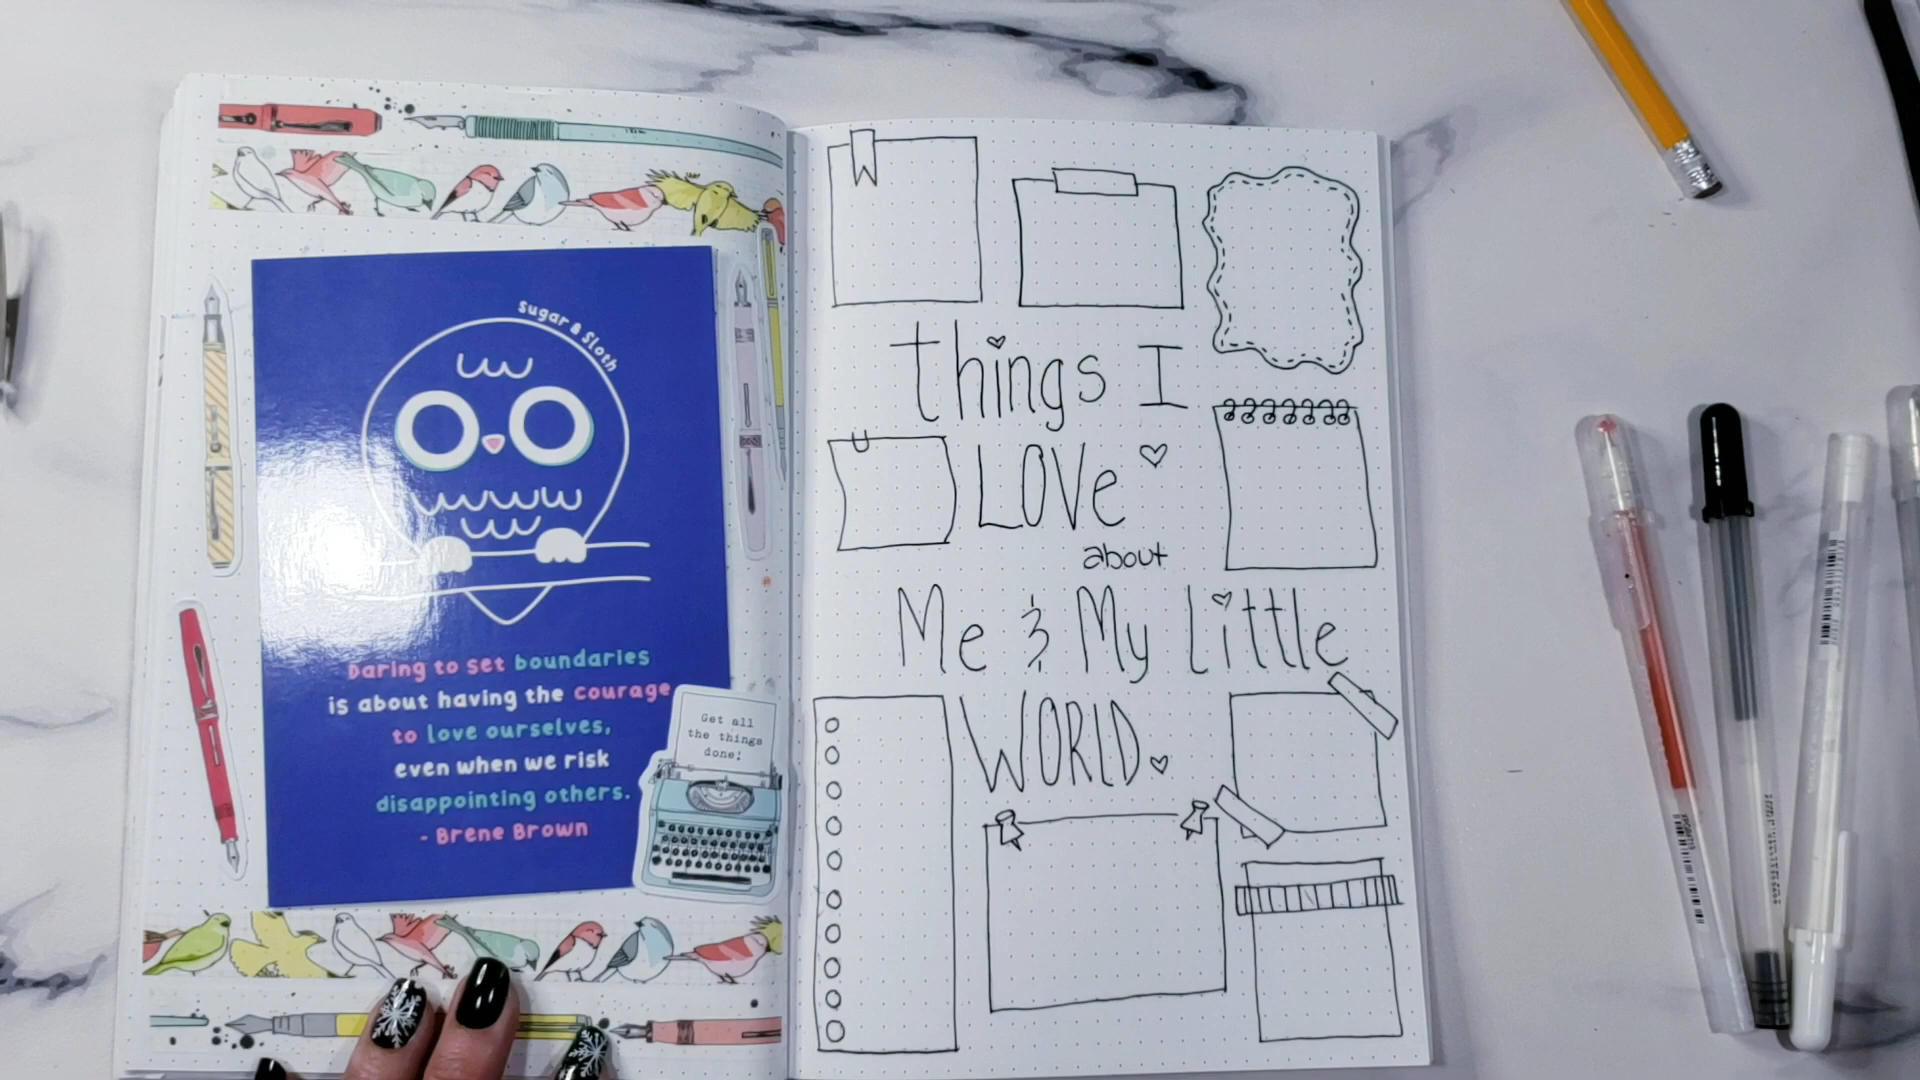 Sugar & Sloth
Daring to set boundaries
is about having the courage
to love ourselves,
even when we risk
disappointing others.
- Brene Brown
Get all
the things
done!
things I
LOVe
about
Me & My Little
WORLD.